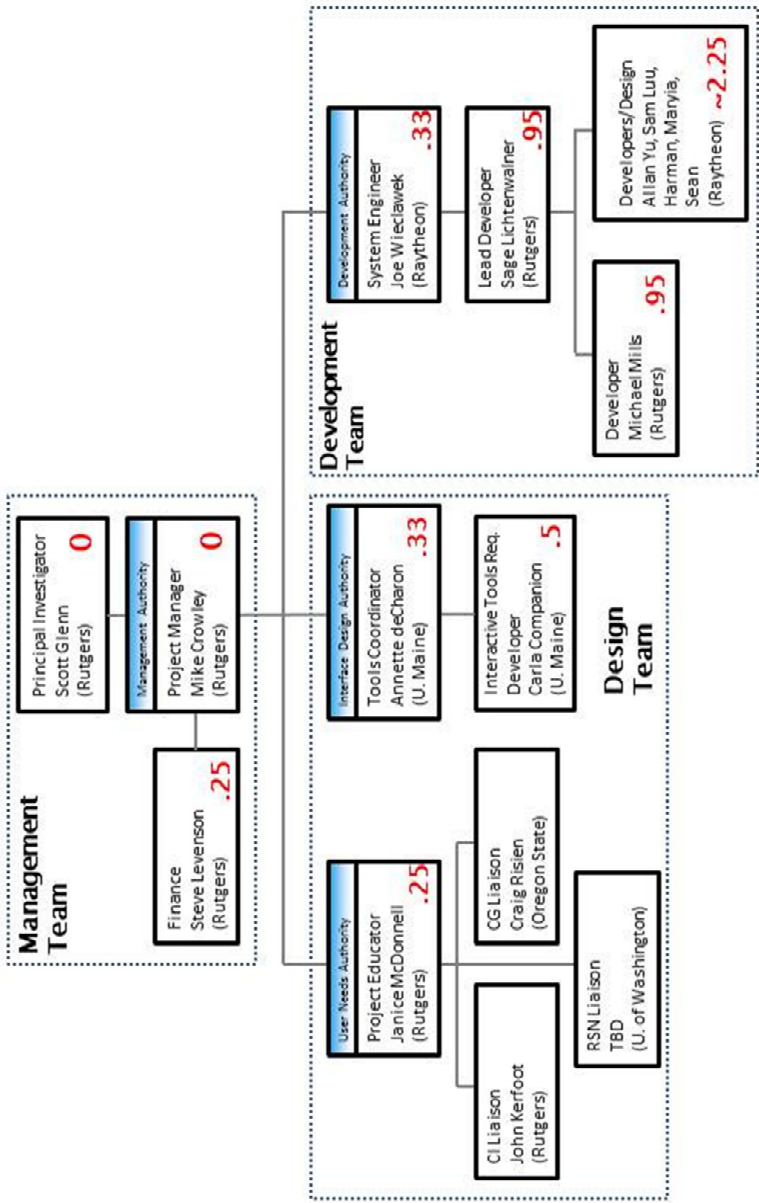 Management
Team
Principal Investigator
Scott Glenn
(Rutgers)
0
Management Authority
Project Manager
Mike Crowley
(Rutgers)
0
Finance
Steve Levenson
(Rutgers)
.25
User Needs Authority
Project Educator
Janice McDonnell
(Rutgers)
.25
CI Liaison
John Kerfoot
(Rutgers)
CG Liaison
Craig Risien
(Oregon State)
RSN Liaison
TBD
(U. of Washington)
Interface Design Authority
Tools Coordinator
Annette deCharon
(U. Maine)
.33
Interactive Tools Req.
Developer
Carla Companion
(U. Maine)
.5
Design
Team
Development
Team
Development Authority
System Engineer
Joe Wieclawek
(Raytheon)
.33
Lead Developer
Sage Lichtenwalner
(Rutgers)
.95
Developer
Michael Mills
(Rutgers)
.95
Developers/Design
Allan Yu, Sam Luu,
Harman, Maryia,
Sean
(Raytheon) ~2.25